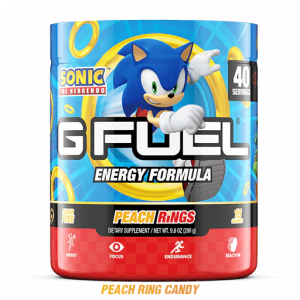 SONIC
THE HEDGEHOG
40
SERVINGS
G FUEL
ENERGY FORMULA
PEACH RINGS
DIETARY SUPPLEMENT / NET WT. 9.8 OZ (280 g)
FOCUS
ENDURANCE
REACTION
PEACH RING CANDY